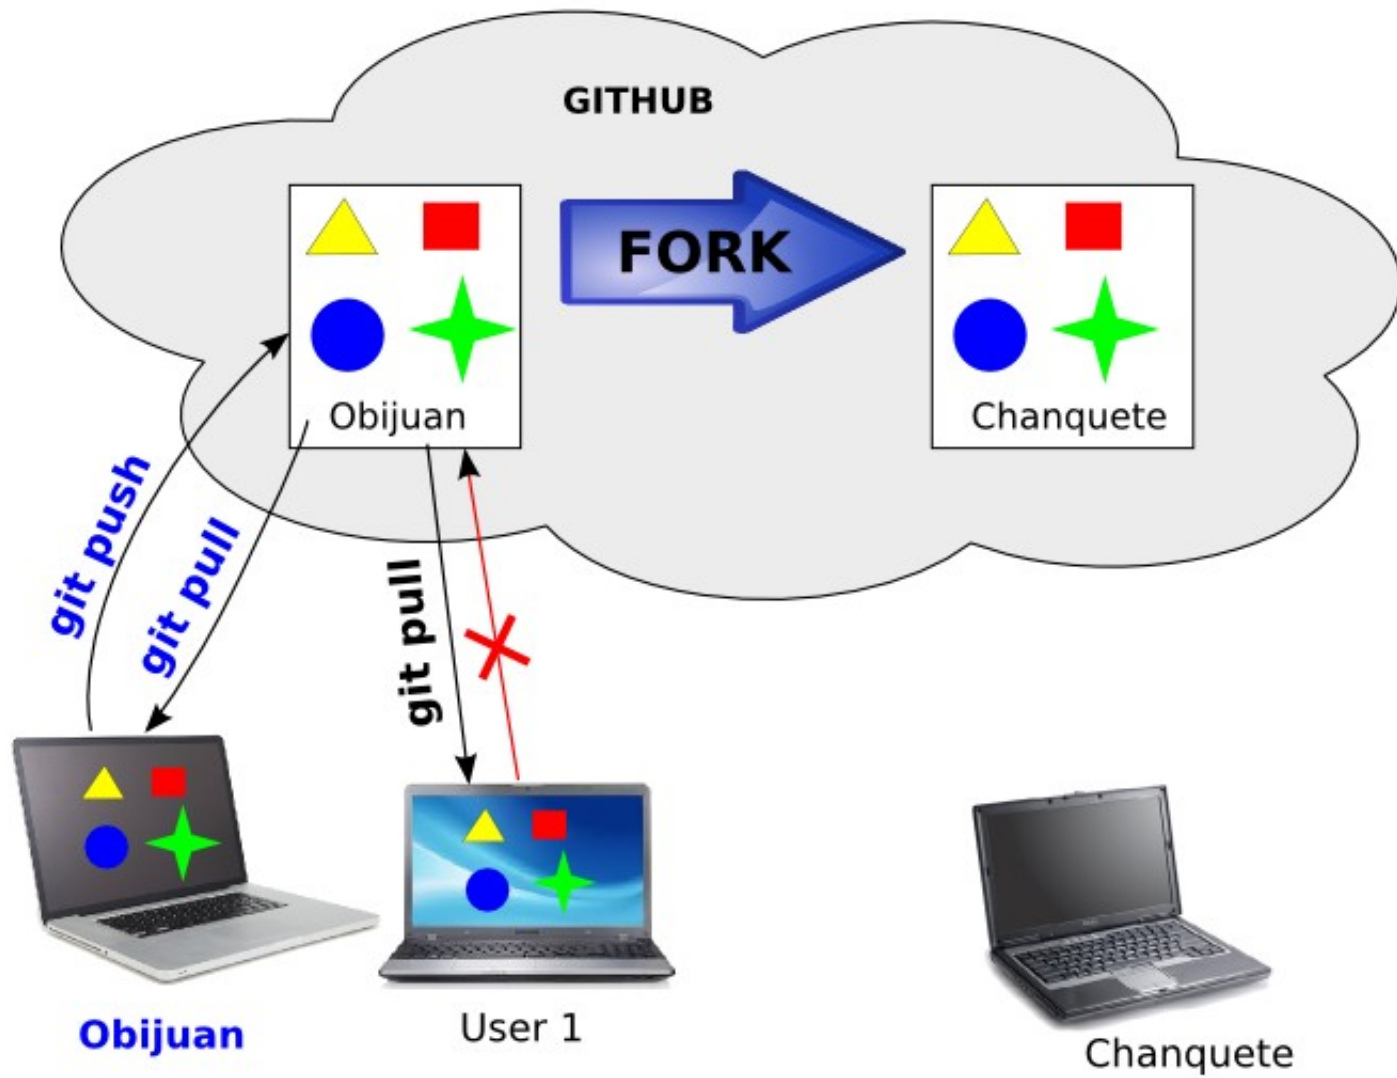 GITHUB
FORK
Obijuan
Chanquete
git push
git pull
git pull
Obijuan
User 1
Chanquete